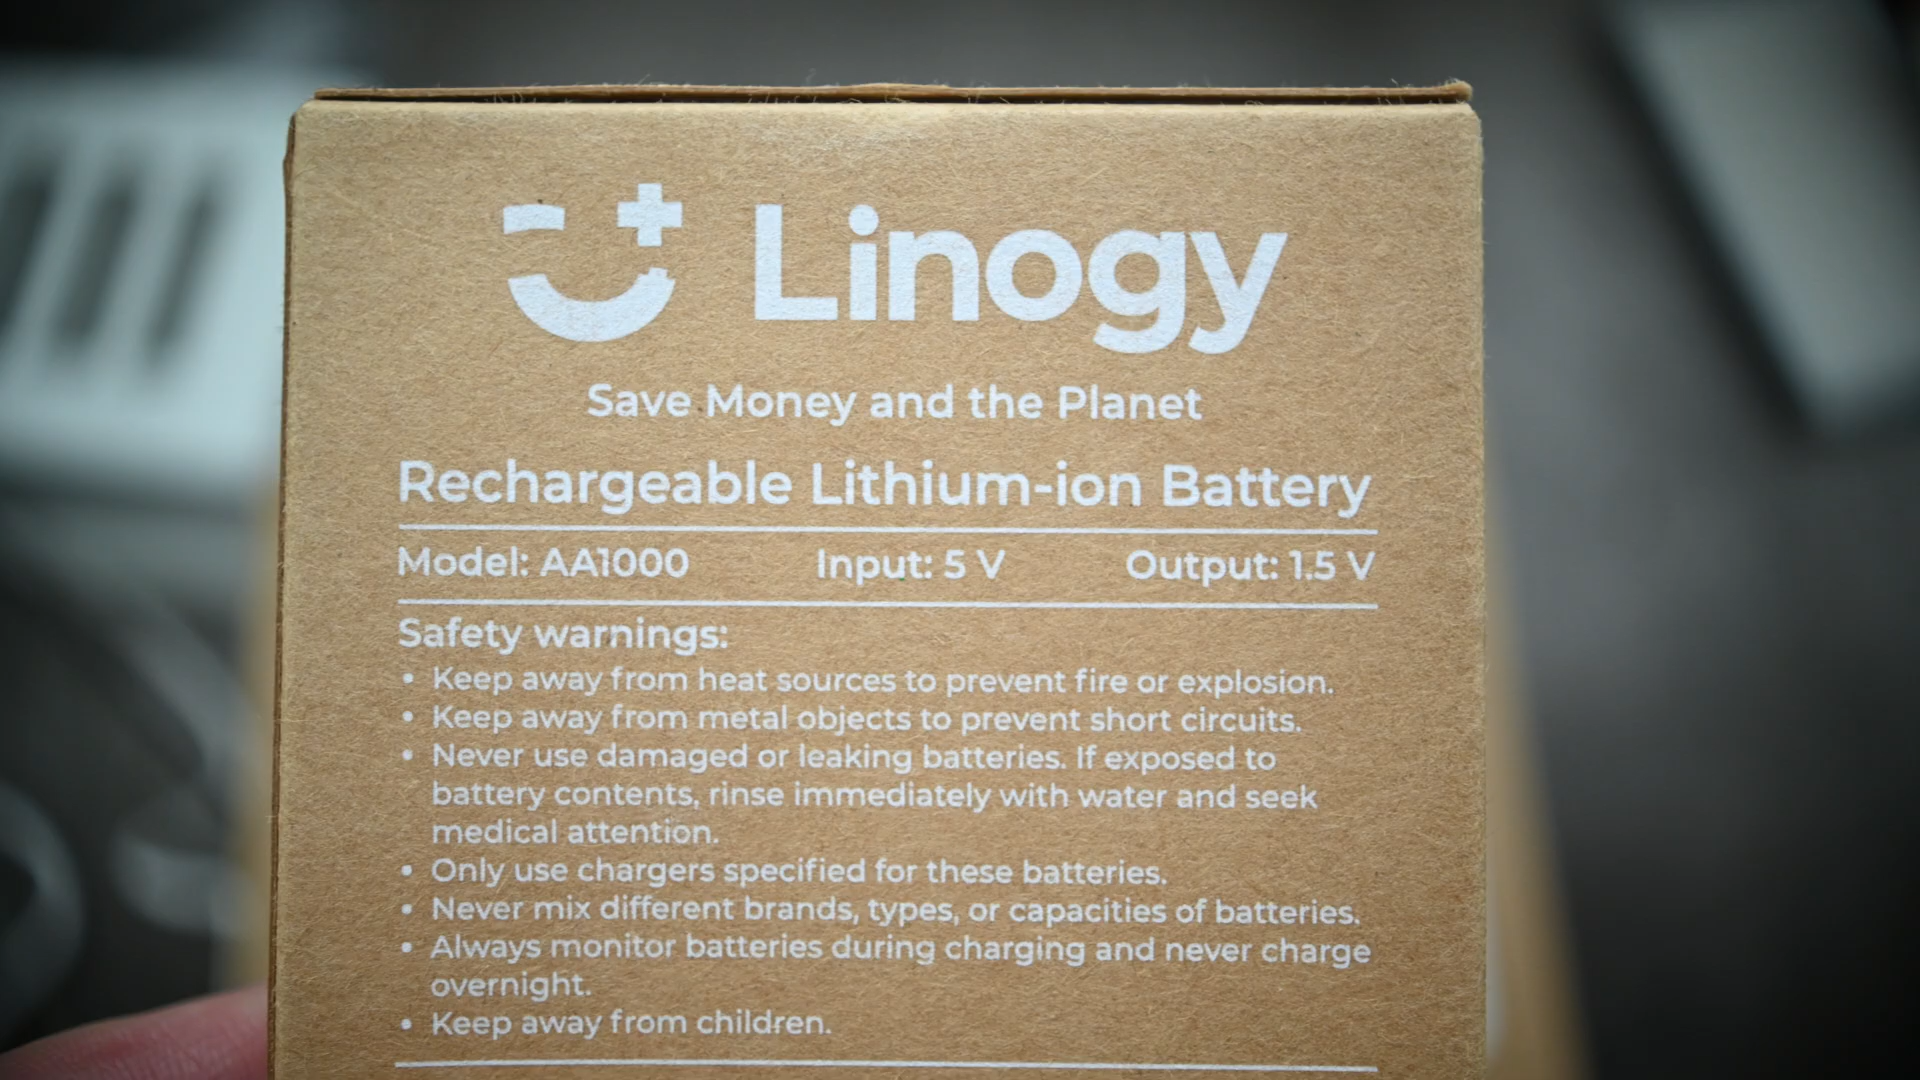 Linogy
Save Money and the Planet
Rechargeable Lithium-ion Battery
Model: AA1000 Input: 5 V Output: 1.5 V
Safety warnings:
• Keep away from heat sources to prevent fire or explosion.
• Keep away from metal objects to prevent short circuits.
• Never use damaged or leaking batteries. If exposed to
battery contents, rinse immediately with water and seek
medical attention.
• Only use chargers specified for these batteries.
• Never mix different brands, types, or capacities of batteries.
• Always monitor batteries during charging and never charge
overnight.
• Keep away from children.